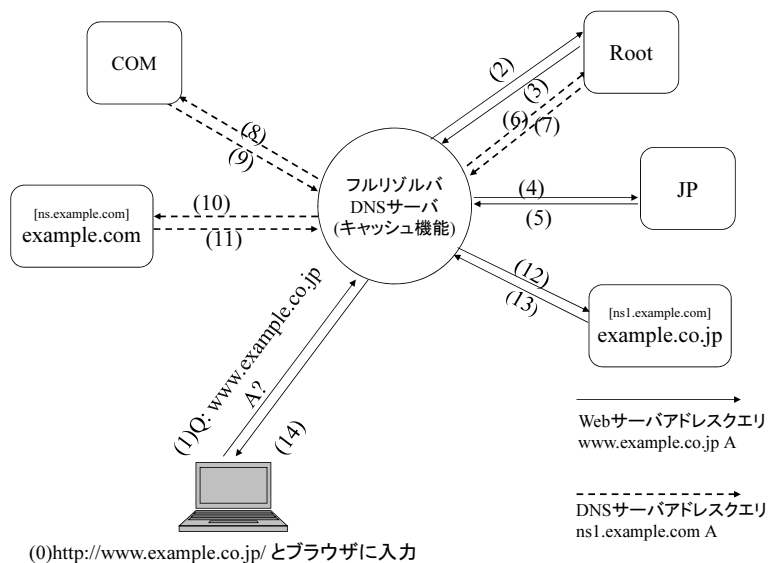 COM
Root
(2)
(3)
(6)
(7)
(8)
(9)
フルリゾルバ
DNSサーバ
(キャッシュ機能)
(4)
(5)
JP
[ns.example.com]
example.com
(10)
(11)
(12)
(13)
[ns1.example.com]
example.co.jp
(1)Q: www.example.co.jp
A?
(14)
Webサーバアドレスクエリ
www.example.co.jp A
DNSサーバアドレスクエリ
ns1.example.com A
(0)http://www.example.co.jp/ とブラウザに入力